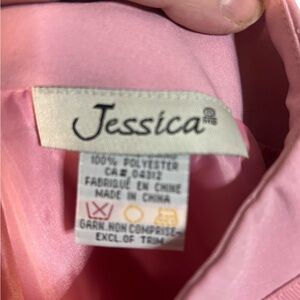 Jessica
100% POLYESTER
CA# 04312
FABRIQUÉ EN CHINE
MADE IN CHINA
GARN.NON COMPRISE-
EXCL.OF TRIM